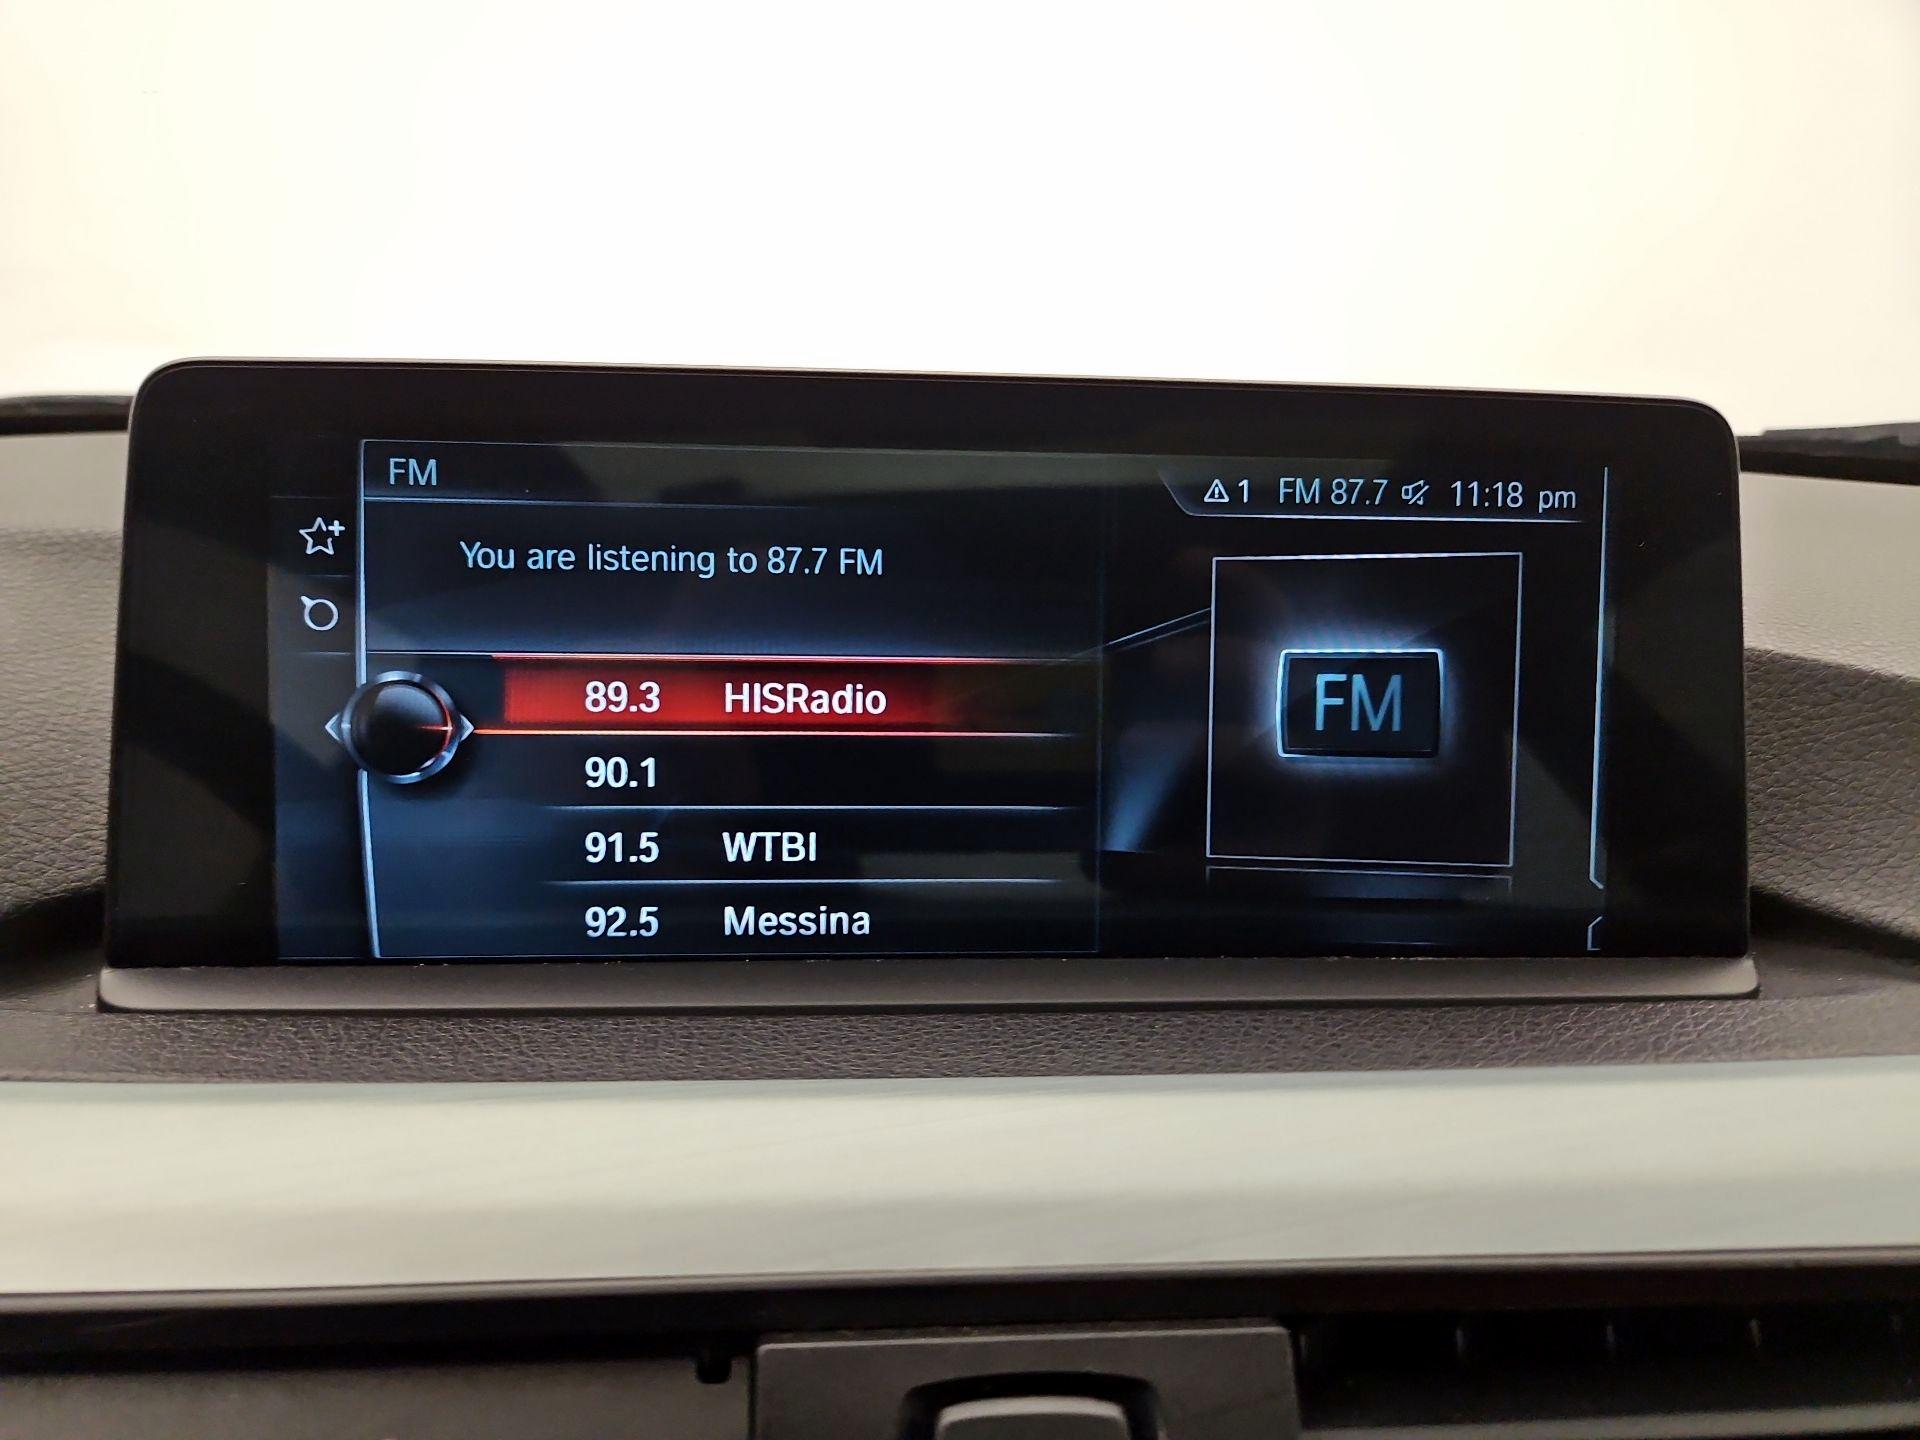 FM
1 FM 87.7 11:18 pm
You are listening to 87.7 FM
89.3 HISRadio
90.1
91.5 WTBI
92.5 Messina
FM